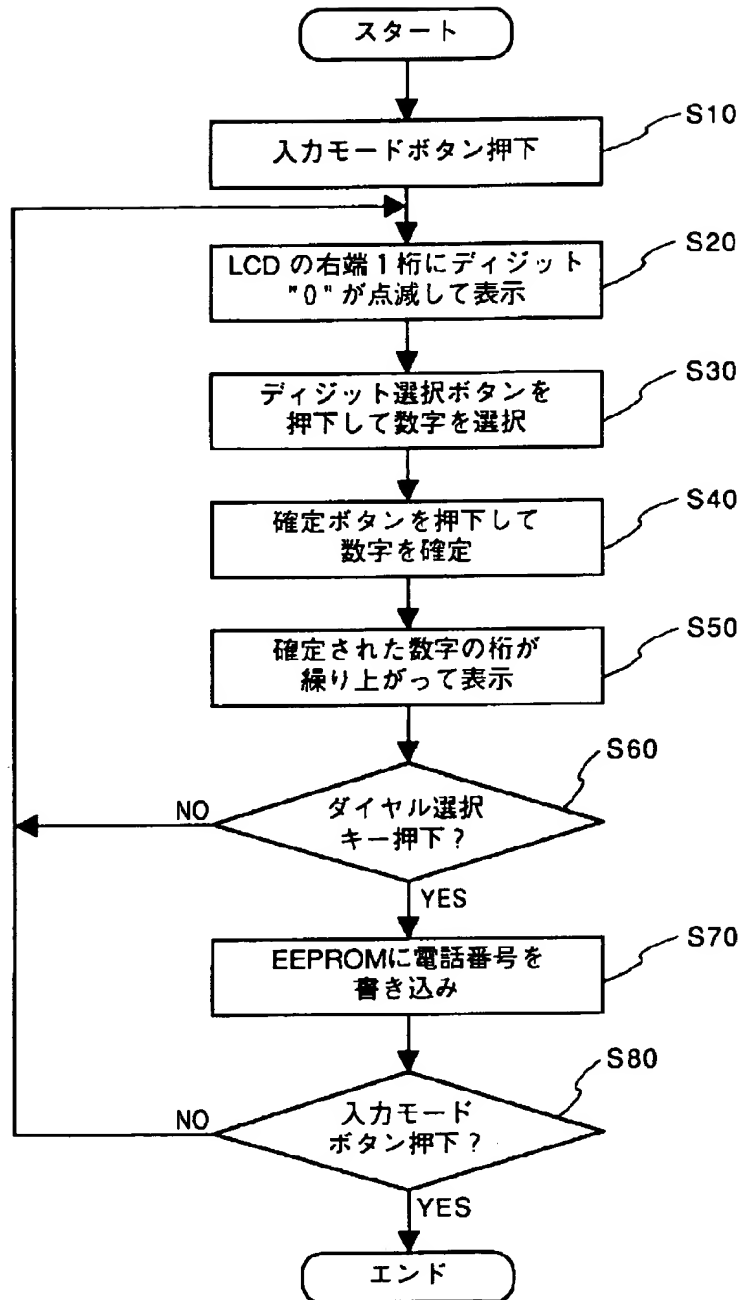 スタート
S10
入力モードボタン押下
S20
LCD の右端1桁にディジット
"0" が点減して表示
S30
ディジット選択ボタンを
押下して数字を選択
S40
確定ボタンを押下して
数字を確定
S50
確定された数字の桁が
繰り上がって表示
S60
ダイヤル選択
キー押下?
NO
YES
S70
EEPROMに電話番号を
書き込み
S80
入力モード
ボタン押下?
NO
YES
エンド